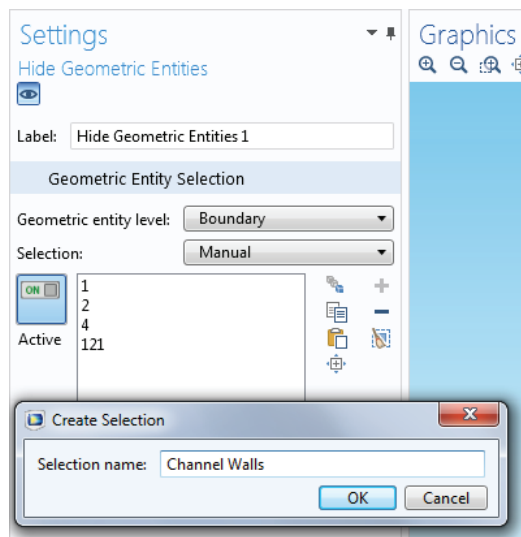 Settings
Graphics
Hide Geometric Entities
Label: Hide Geometric Entities 1
Geometric Entity Selection
Geometric entity level: Boundary
Selection: Manual
ON
1
2
4
121
Active
Create Selection
Selection name: Channel Walls
OK Cancel